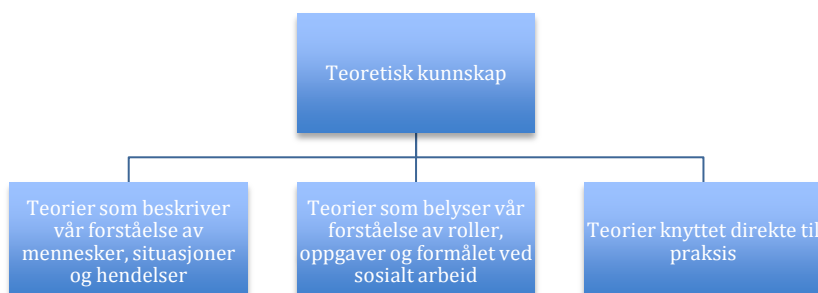 Teoretisk kunnskap
Teorier som beskriver
vår forståelse av
mennesker, situasjoner
og hendelser
Teorier som belyser vår
forståelse av roller,
oppgaver og formålet ved
sosialt arbeid
Teorier knyttet direkte til
praksis